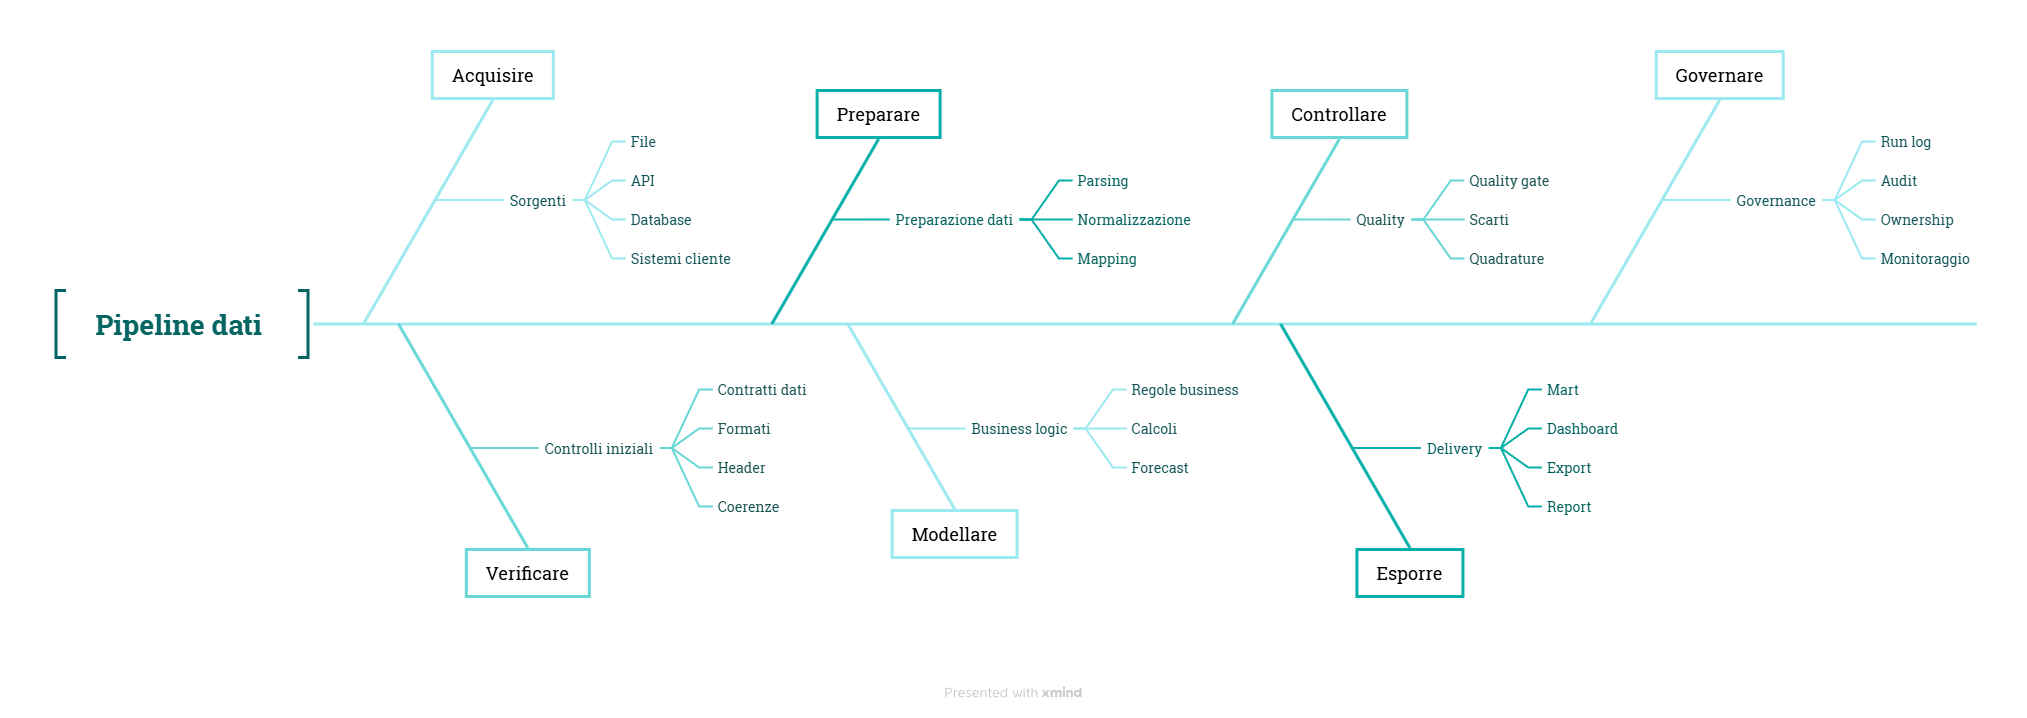 Pipeline dati
Acquisire
Sorgenti
File
API
Database
Sistemi cliente
Verificare
Controlli iniziali
Contratti dati
Formati
Header
Coerenze
Preparare
Preparazione dati
Parsing
Normalizzazione
Mapping
Modellare
Business logic
Regole business
Calcoli
Forecast
Controllare
Quality
Quality gate
Scarti
Quadrature
Esporre
Delivery
Mart
Dashboard
Export
Report
Governare
Governance
Run log
Audit
Ownership
Monitoraggio
Presented with xmind